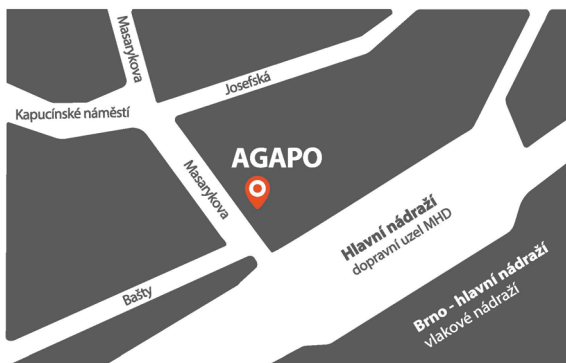 Masarykova
Josefská
Kapucínské náměstí
AGAPO
Masarykova
Hlavní nádraží
dopravní uzel MHD
Bašty
Brno - hlavní nádraží
vlakové nádraží